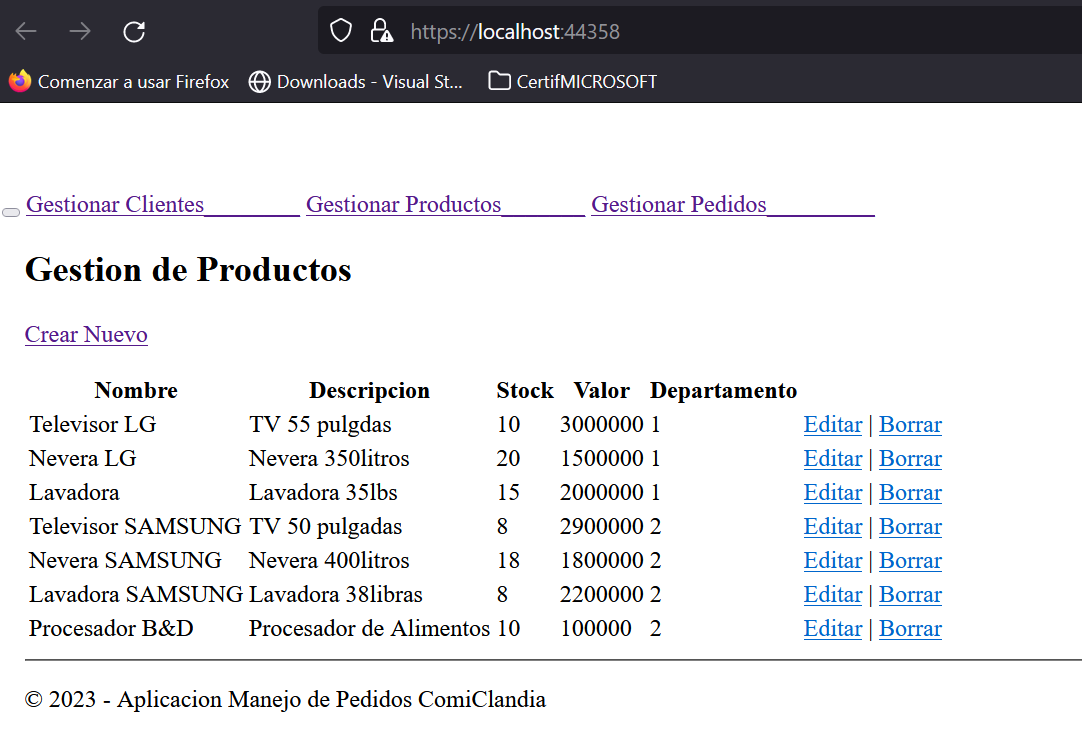 https://localhost:44358
Comenzar a usar Firefox Downloads - Visual St... CertifMICROSOFT
Gestionar Clientes________ Gestionar Productos_______ Gestionar Pedidos_________
Gestion de Productos
Crear Nuevo
Nombre Descripcion Stock Valor Departamento
Televisor LG TV 55 pulgdas 10 3000000 1 Editar | Borrar
Nevera LG Nevera 350litros 20 1500000 1 Editar | Borrar
Lavadora Lavadora 35lbs 15 2000000 1 Editar | Borrar
Televisor SAMSUNG TV 50 pulgadas 8 2900000 2 Editar | Borrar
Nevera SAMSUNG Nevera 400litros 18 1800000 2 Editar | Borrar
Lavadora SAMSUNG Lavadora 38libras 8 2200000 2 Editar | Borrar
Procesador B&D Procesador de Alimentos 10 100000 2 Editar | Borrar
© 2023 - Aplicacion Manejo de Pedidos ComiClandia